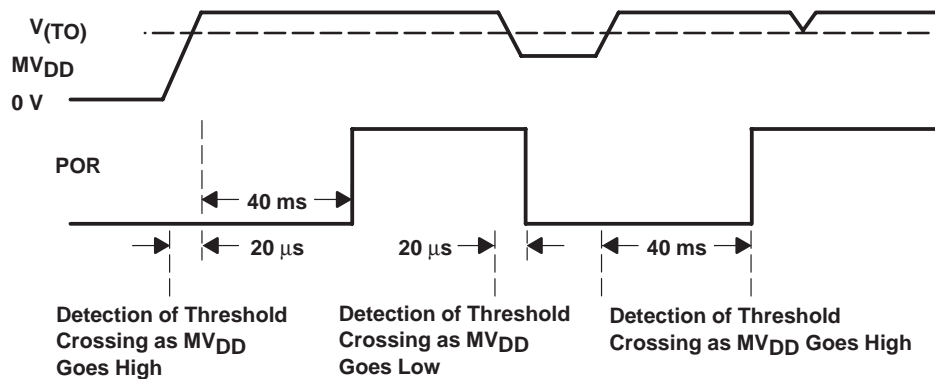 V(TO)
MVDD
0 V
POR
40 ms
20 µs
20 µs
40 ms
Detection of Threshold
Crossing as MVDD
Goes High
Detection of Threshold
Crossing as MVDD
Goes Low
Detection of Threshold
Crossing as MVDD Goes High